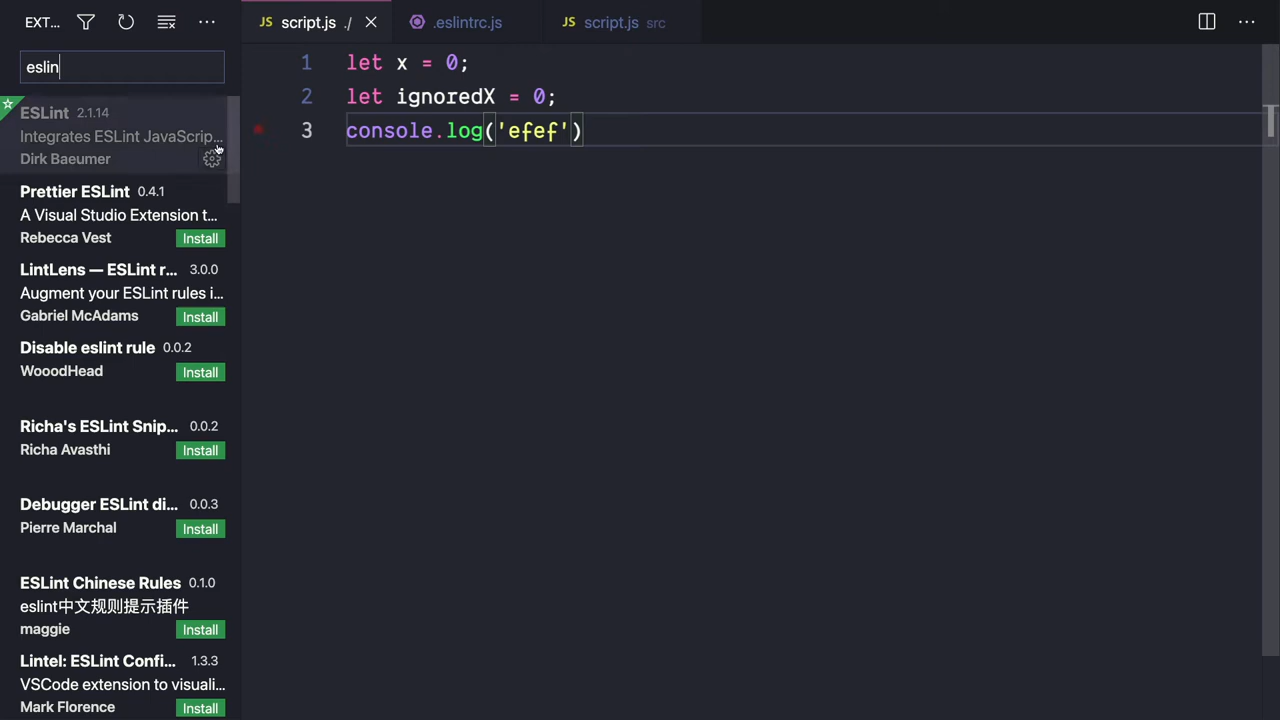 EXT...
eslin
ESLint 2.1.14
Integrates ESLint JavaScrip...
Dirk Baeumer
Prettier ESLint 0.4.1
A Visual Studio Extension t...
Rebecca Vest Install
LintLens — ESLint r... 3.0.0
Augment your ESLint rules i...
Gabriel McAdams Install
Disable eslint rule 0.0.2
WooodHead Install
Richa's ESLint Snip... 0.0.2
Richa Avasthi Install
Debugger ESLint di... 0.0.3
Pierre Marchal Install
ESLint Chinese Rules 0.1.0
eslint中文规则提示插件
maggie Install
Lintel: ESLint Confi... 1.3.3
VSCode extension to visuali...
Mark Florence Install
JS script.js ./
.eslintrc.js
JS script.js src
1 let x = 0;
2 let ignoredX = 0;
3 console.log('efef')